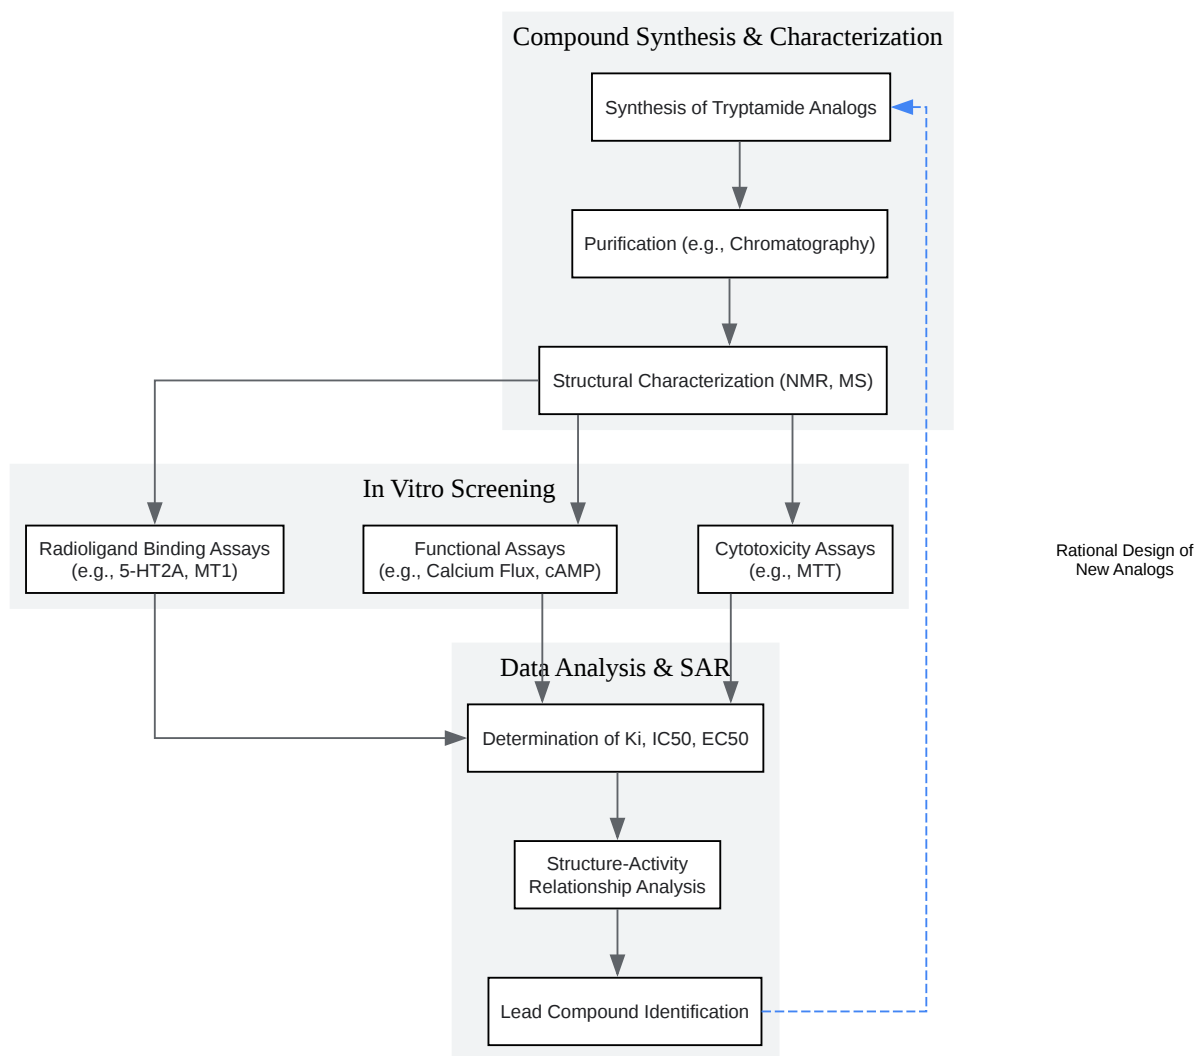 Compound Synthesis & Characterization
Synthesis of Tryptamide Analogs
Purification (e.g., Chromatography)
Structural Characterization (NMR, MS)
In Vitro Screening
Radioligand Binding Assays
(e.g., 5-HT2A, MT1)
Functional Assays
(e.g., Calcium Flux, cAMP)
Cytotoxicity Assays
(e.g., MTT)
Rational Design of
New Analogs
Data Analysis & SAR
Determination of Ki, IC50, EC50
Structure-Activity
Relationship Analysis
Lead Compound Identification